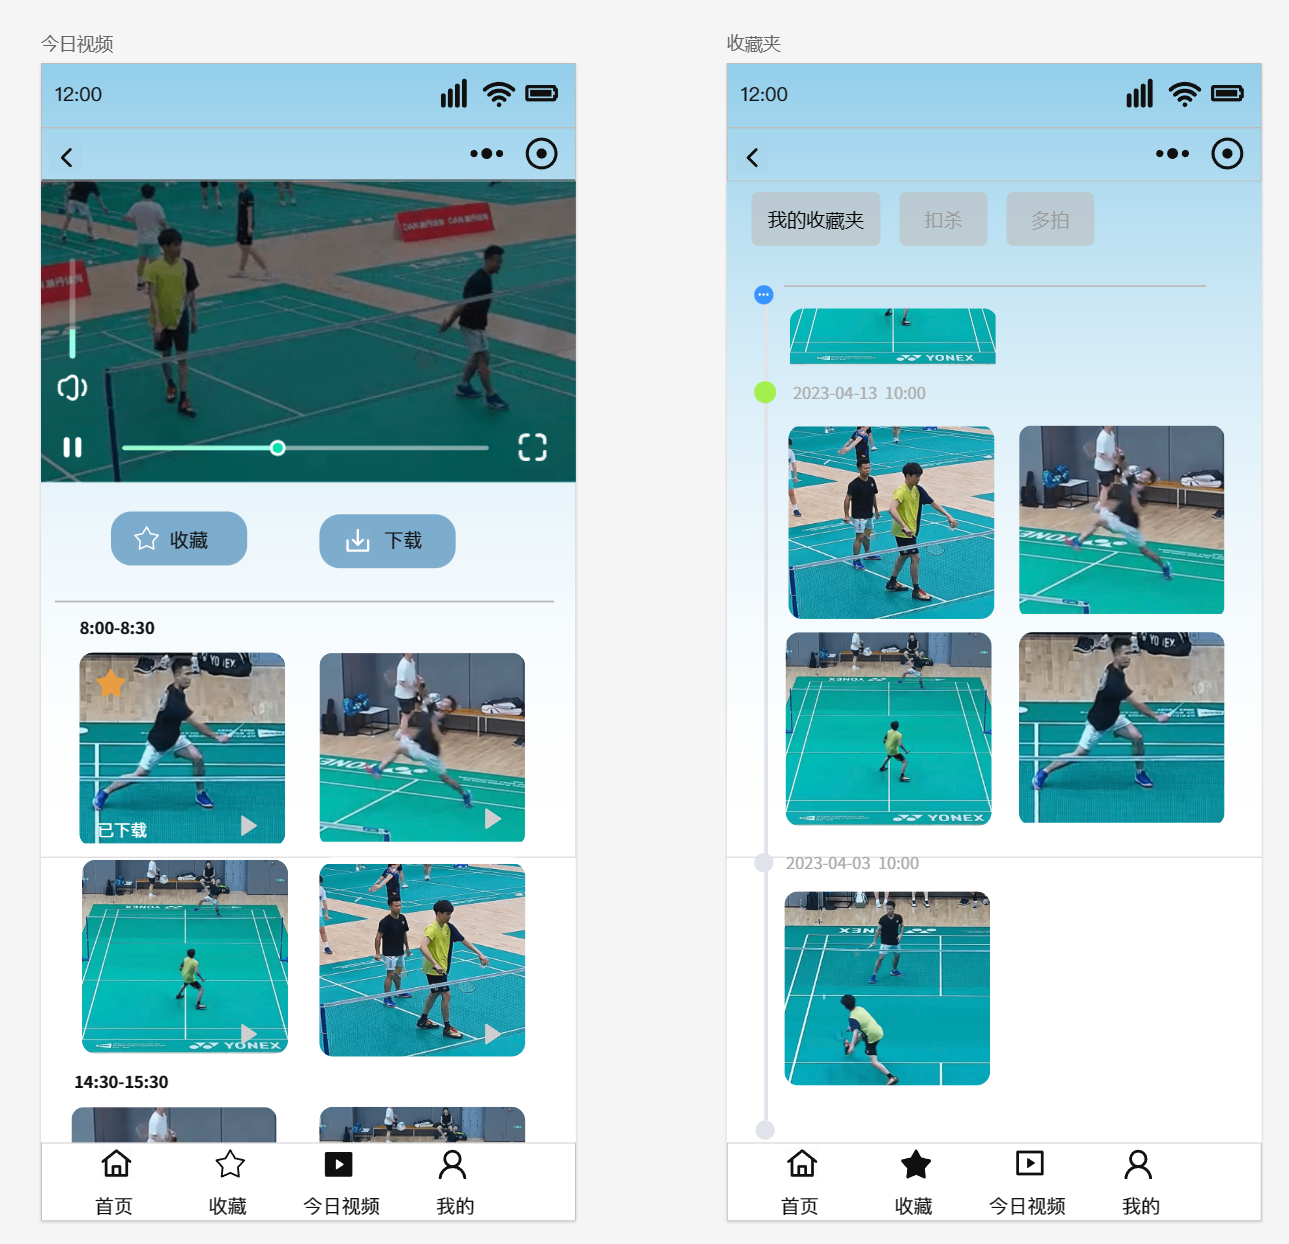 今日视频
12:00
收藏
下载
8:00-8:30
已下载
YONEX
14:30-15:30
首页
收藏
今日视频
我的
收藏夹
12:00
我的收藏夹
扣杀
多拍
YONEX
2023-04-13 10:00
YONEX
2023-04-03 10:00
首页
收藏
今日视频
我的